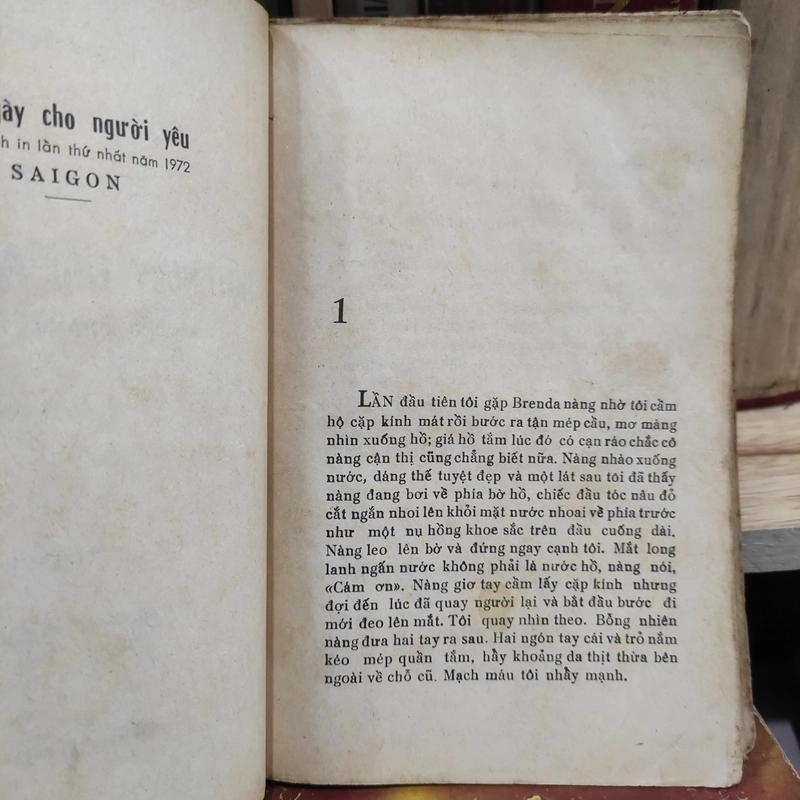 cho người yêu
in lần thứ nhất năm 1972
SAIGON
1
LẦN đầu tiên tôi gặp Brenda nàng nhờ tôi cầm
hộ cặp kính mát rồi bước ra tận mép cầu, mơ màng
nhìn xuống hồ; giá hồ tắm lúc đó có cạn ráo chắc cô
nàng cận thị cũng chẳng biết nữa. Nàng nhảo xuống
nước, dáng thế tuyệt đẹp và một lát sau tôi đã thấy
nàng đang bơi về phía bờ hồ, chiếc đầu tóc nâu đỏ
cắt ngắn nhoi lên khỏi mặt nước nhoai về phía trước
như một nụ hồng khoe sắc trên đầu cuống dài.
Nàng leo lên bờ và đứng ngay cạnh tôi. Mắt long
lanh ngấn nước không phải là nước hồ, nàng nói,
«Cám ơn». Nàng giơ tay cầm lấy cặp kính nhưng
đợi đến lúc đã quay người lại và bắt đầu bước đi
mới đeo lên mắt. Tôi quay nhìn theo. Bỗng nhiên
nàng đưa hai tay ra sau. Hai ngón tay cái và trỏ nắm
kéo mép quần tắm, hẩy khoảng da thịt thừa bên
ngoài về chỗ cũ. Mạch máu tôi nhẩy mạnh.